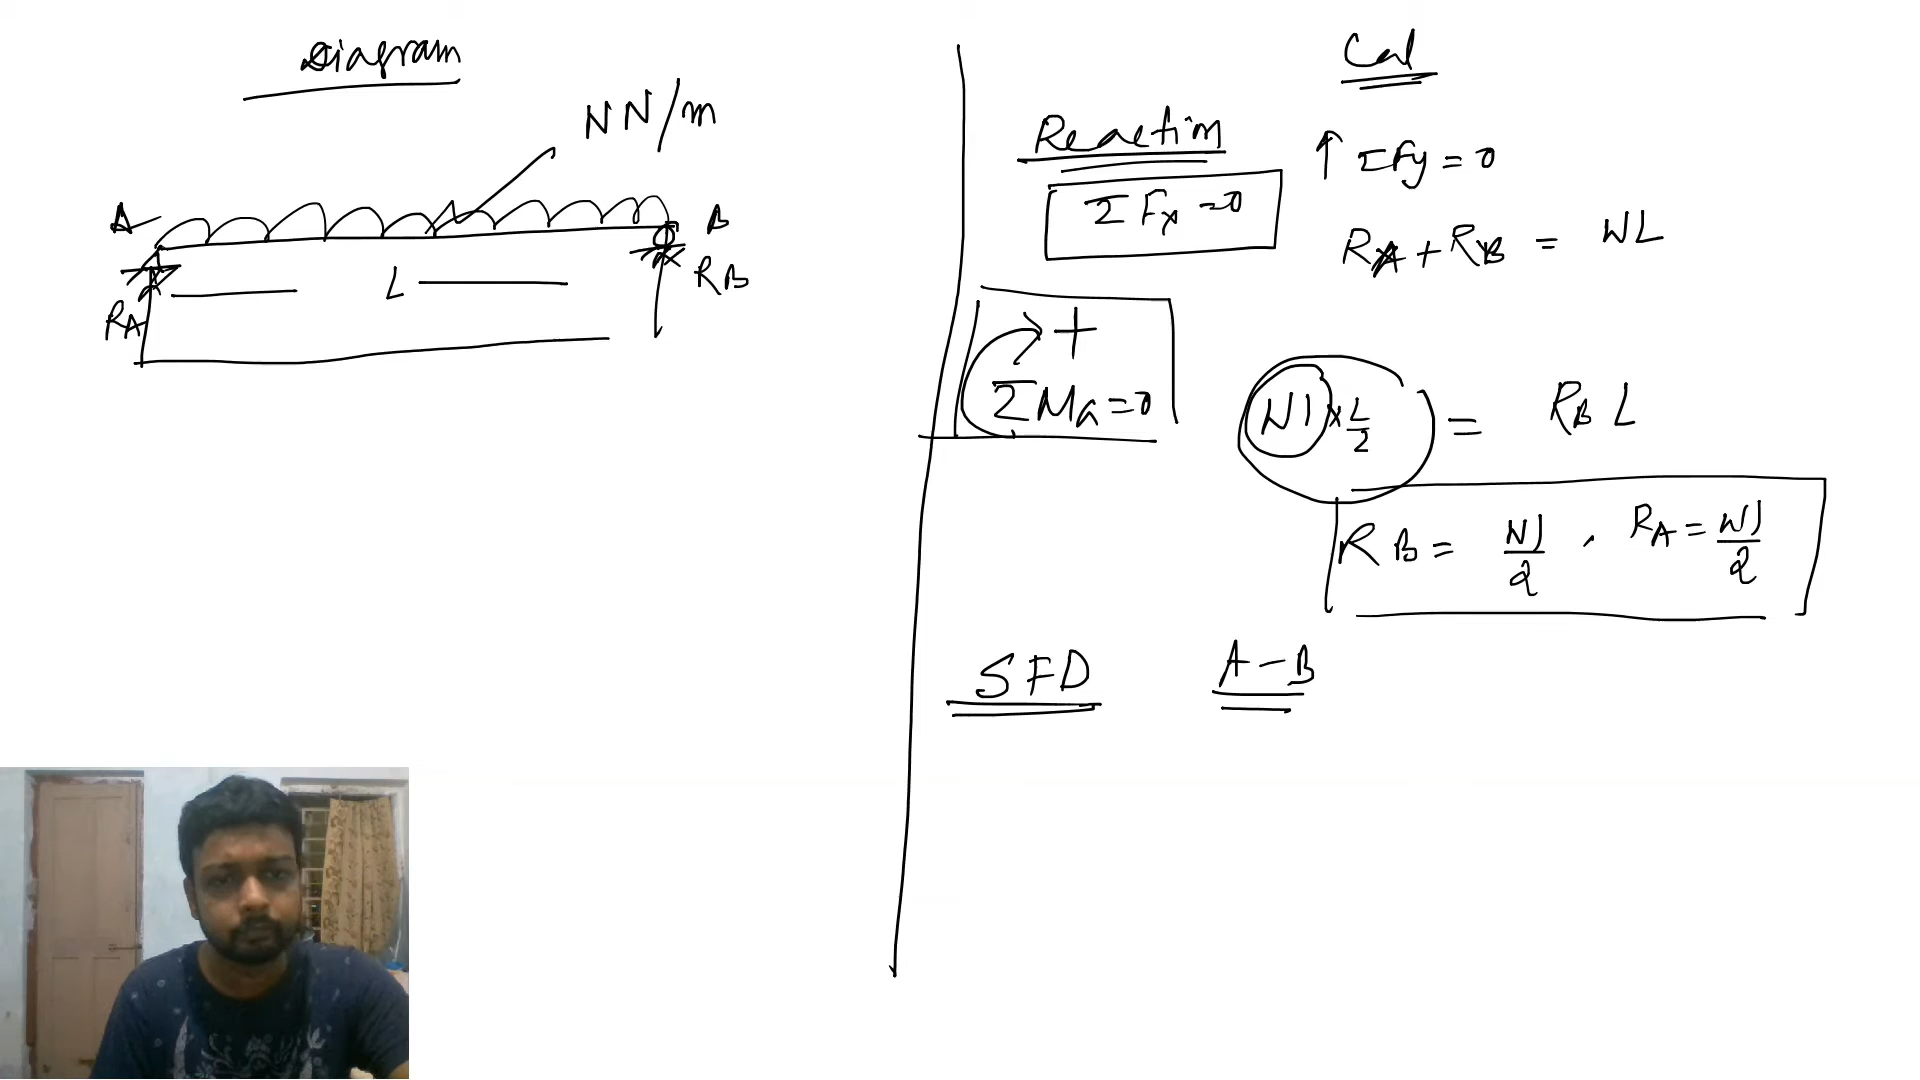 Diagram
WN/m
A
B
RA
L
RB
Cal
Reaction
↑ ΣFy = 0
ΣFx = 0
RA + RB = WL
+
ΣMa = 0
Wl × L/2 = RB L
RB = Wl/2 , RA = Wl/2
SFD A-B